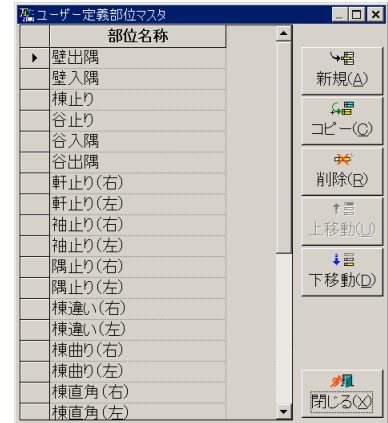 ユーザー定義部位マスタ
部位名称
壁出隅
壁入隅
棟止り
谷止り
谷入隅
谷出隅
軒止り(右)
軒止り(左)
袖止り(右)
袖止り(左)
隅止り(右)
隅止り(左)
棟違い(右)
棟違い(左)
棟曲り(右)
棟曲り(左)
棟直角(右)
棟直角(左)
新規(A)
コピー(C)
削除(R)
上移動(U)
下移動(D)
閉じる(X)